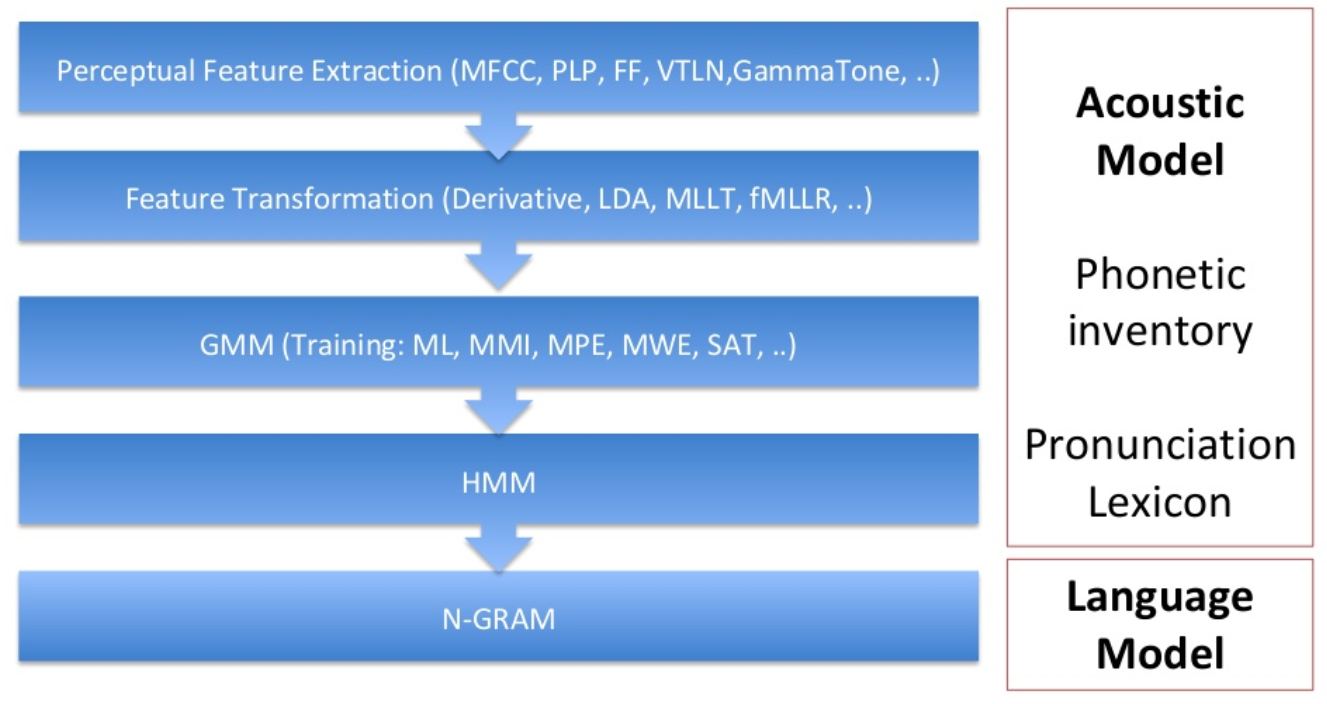 Perceptual Feature Extraction (MFCC, PLP, FF, VTLN,GammaTone, ..)
Feature Transformation (Derivative, LDA, MLLT, fMLLR, ..)
GMM (Training: ML, MMI, MPE, MWE, SAT, ..)
HMM
N-GRAM
Acoustic
Model
Phonetic
inventory
Pronunciation
Lexicon
Language
Model